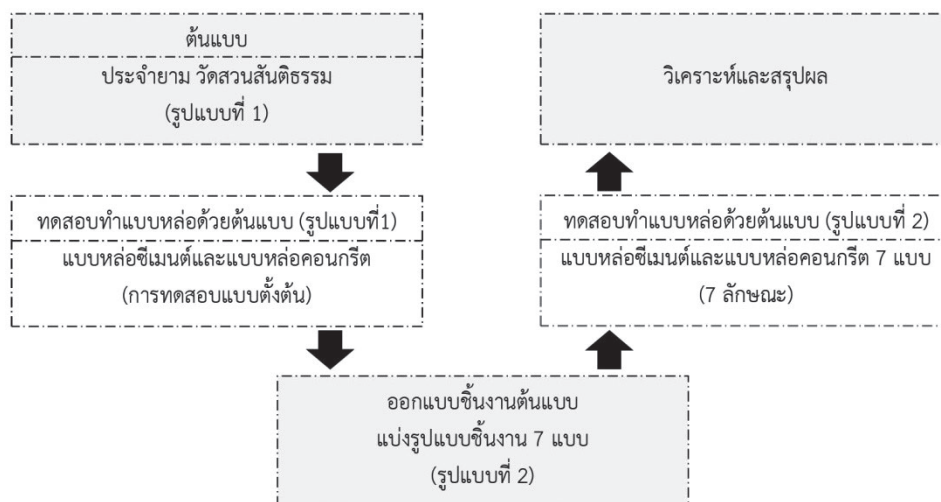 ต้นแบบ
ประจำยาม วัดสวนสันติธรรม
(รูปแบบที่ 1)
ทดสอบทำแบบหล่อด้วยต้นแบบ (รูปแบบที่1)
แบบหล่อซีเมนต์และแบบหล่อคอนกรีต
(การทดสอบแบบตั้งต้น)
ออกแบบชิ้นงานต้นแบบ
แบ่งรูปแบบชิ้นงาน 7 แบบ
(รูปแบบที่ 2)
ทดสอบทำแบบหล่อด้วยต้นแบบ (รูปแบบที่ 2)
แบบหล่อซีเมนต์และแบบหล่อคอนกรีต 7 แบบ
(7 ลักษณะ)
วิเคราะห์และสรุปผล